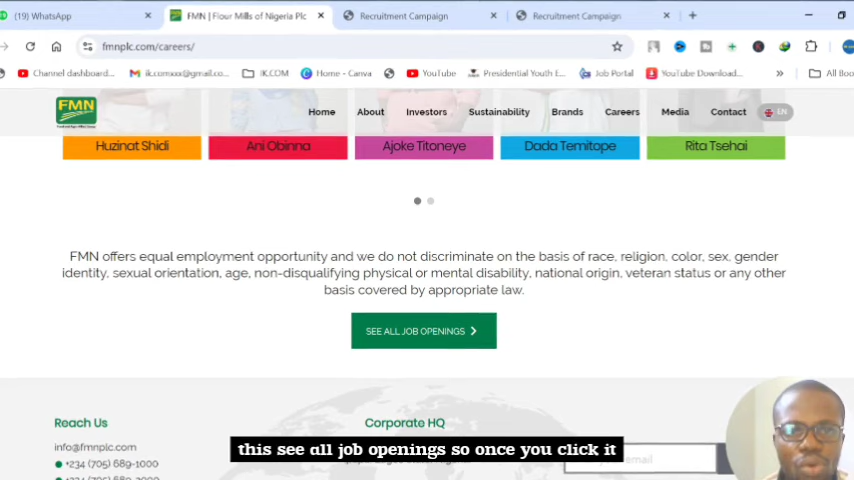 (19) WhatsApp
FMN | Flour Mills of Nigeria Plc
Recruitment Campaign
Recruitment Campaign
fmnplc.com/careers/
Channel dashboard...
ik.comxxx@gmail.co...
IK.COM
Home - Canva
YouTube
Presidential Youth E...
Job Portal
YouTube Download...
»
All Boo
FMN
Home
About
Investors
Sustainability
Brands
Careers
Media
Contact
EN
Huzinat Shidi
Ani Obinna
Ajoke Titoneye
Dada Temitope
Rita Tsehai
FMN offers equal employment opportunity and we do not discriminate on the basis of race, religion, color, sex, gender
identity, sexual orientation, age, non-disqualifying physical or mental disability, national origin, veteran status or any other
basis covered by appropriate law.
SEE ALL JOB OPENINGS
Reach Us
Corporate HQ
info@fmnplc.com
this see all job openings so once you click it
email
+234 (705) 689-1000